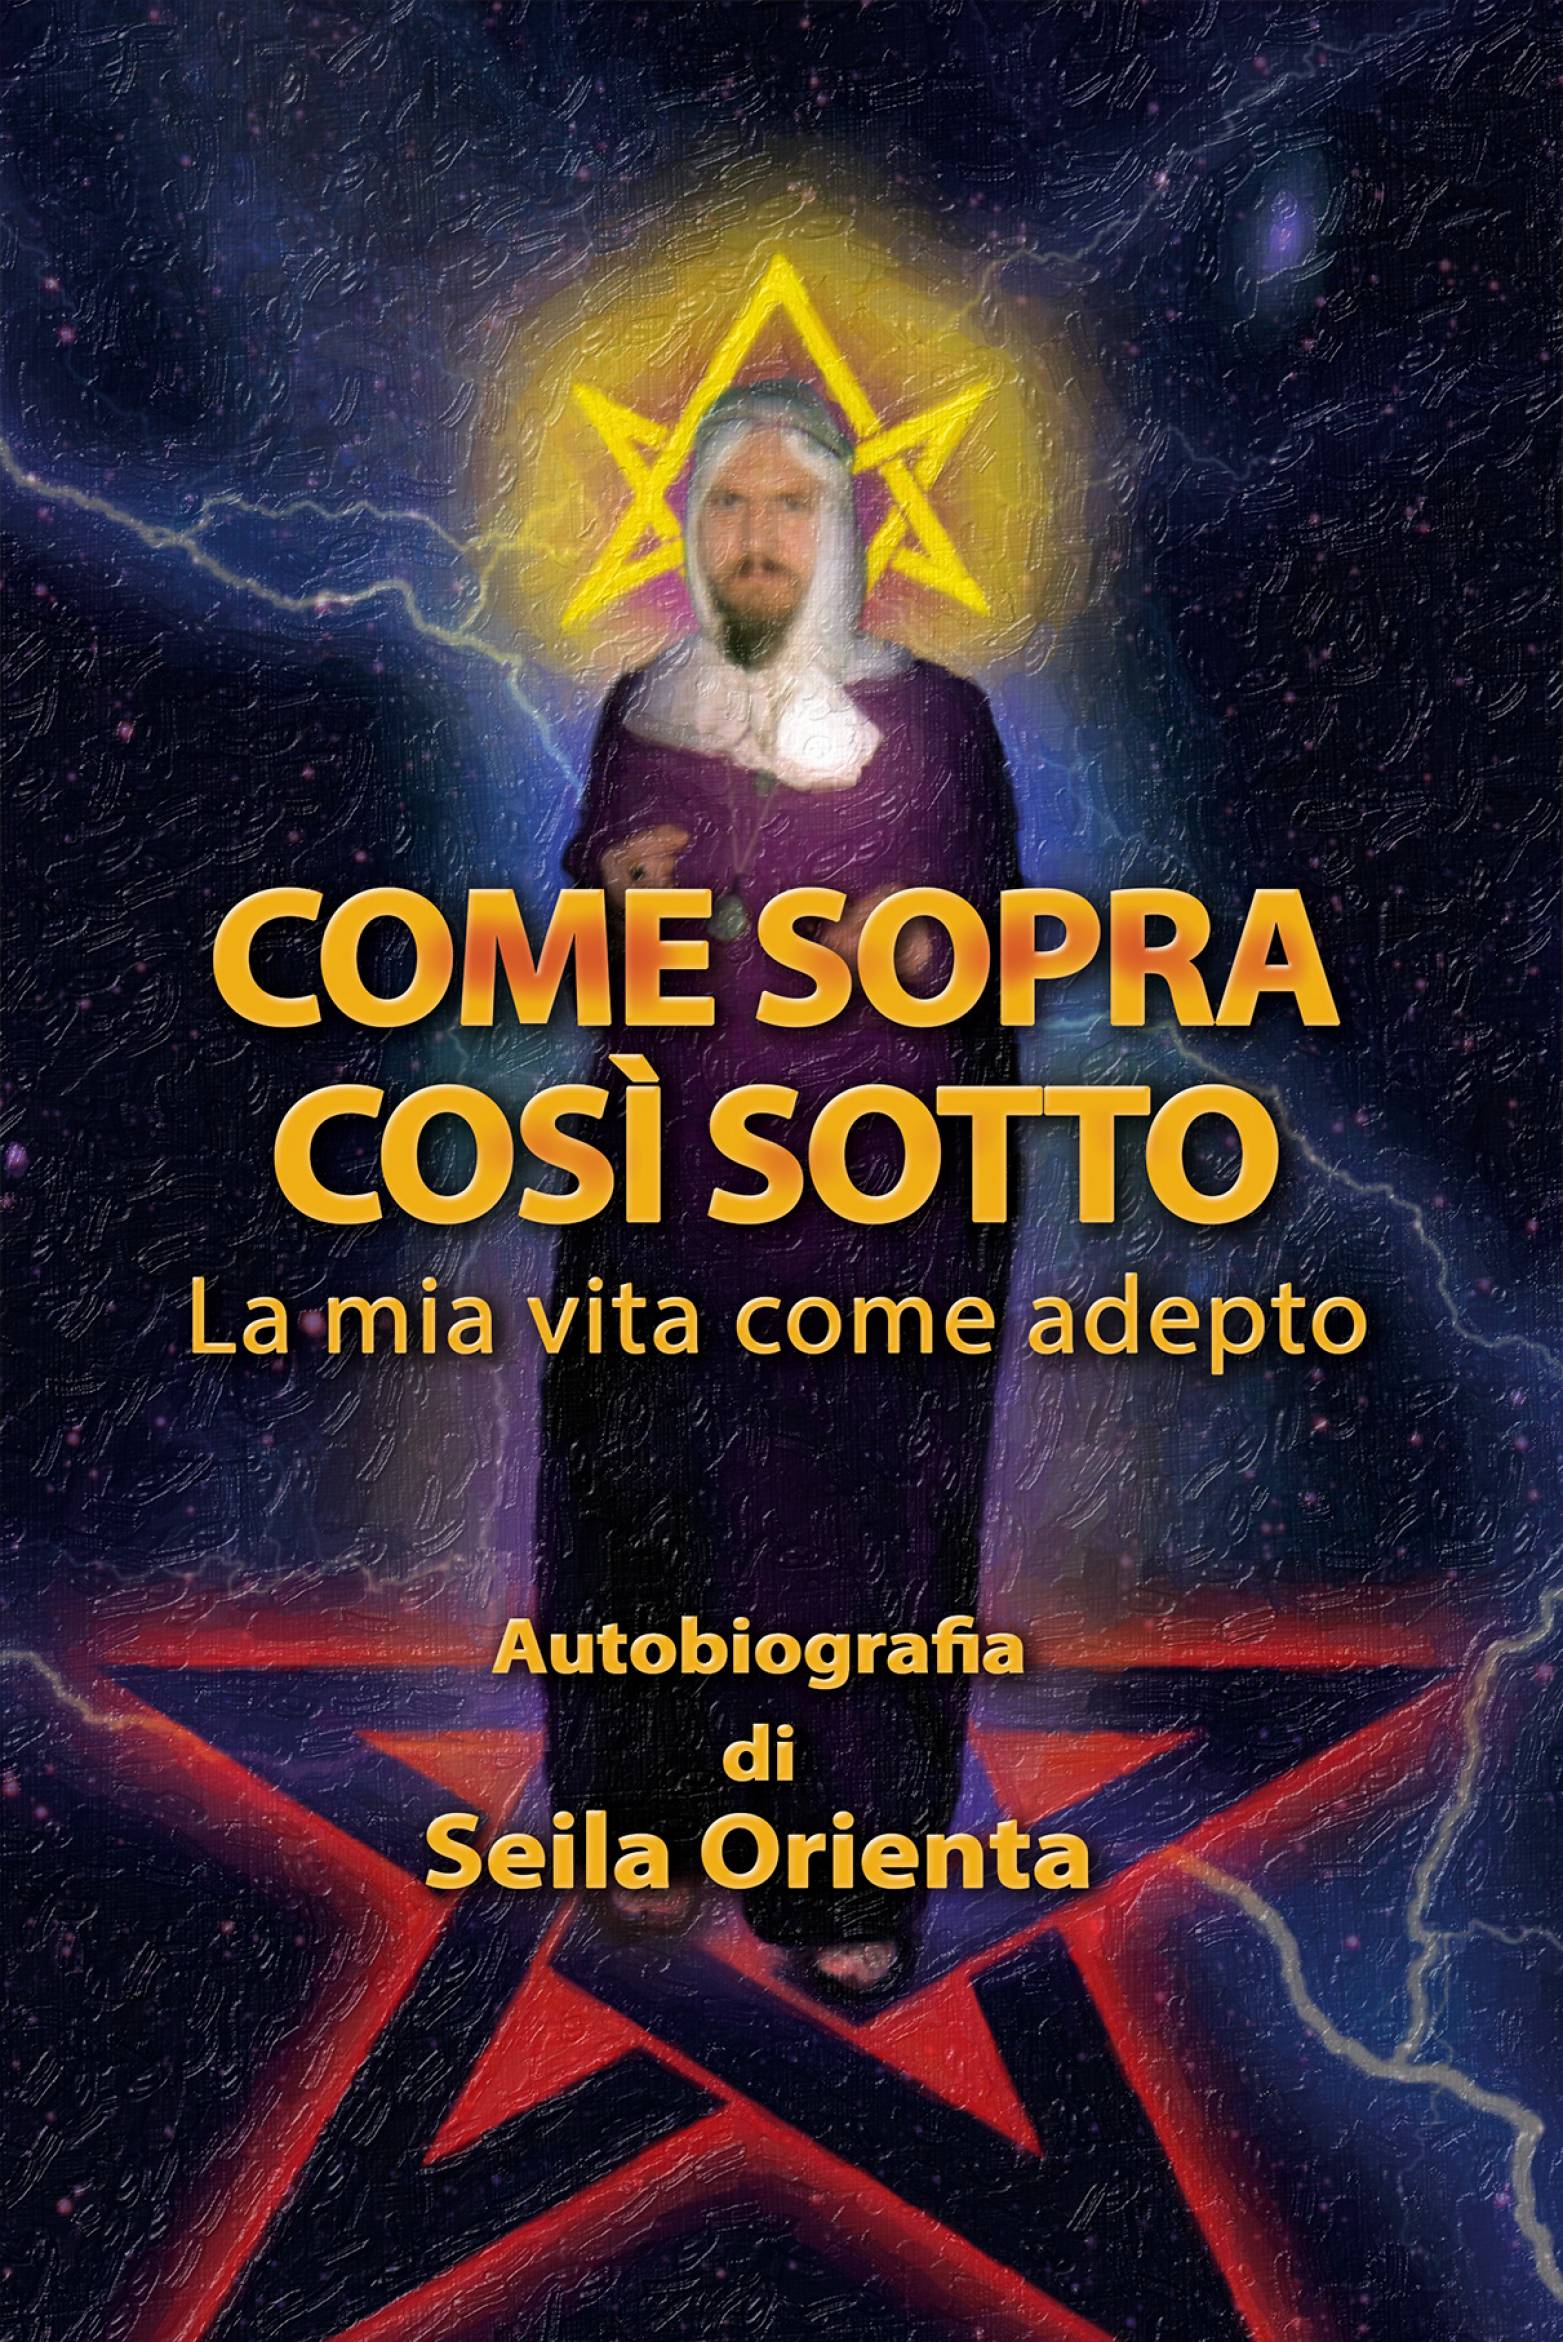 COME SOPRA
COSÌ SOTTO
La mia vita come adepto
Autobiografia
di
Seila Orienta